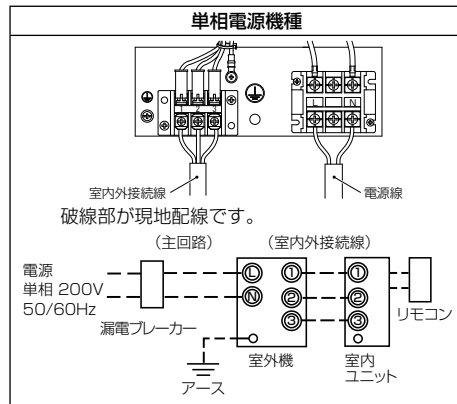 単相電源機種
1 2 3
L N
室内外接続線
電源線
破線部が現地配線です。
(主回路) (室内外接続線)
電源
単相 200V
50/60Hz
漏電ブレーカー
L
N
①
②
③
①
②
③
リモコン
室外機
室内
ユニット
アース